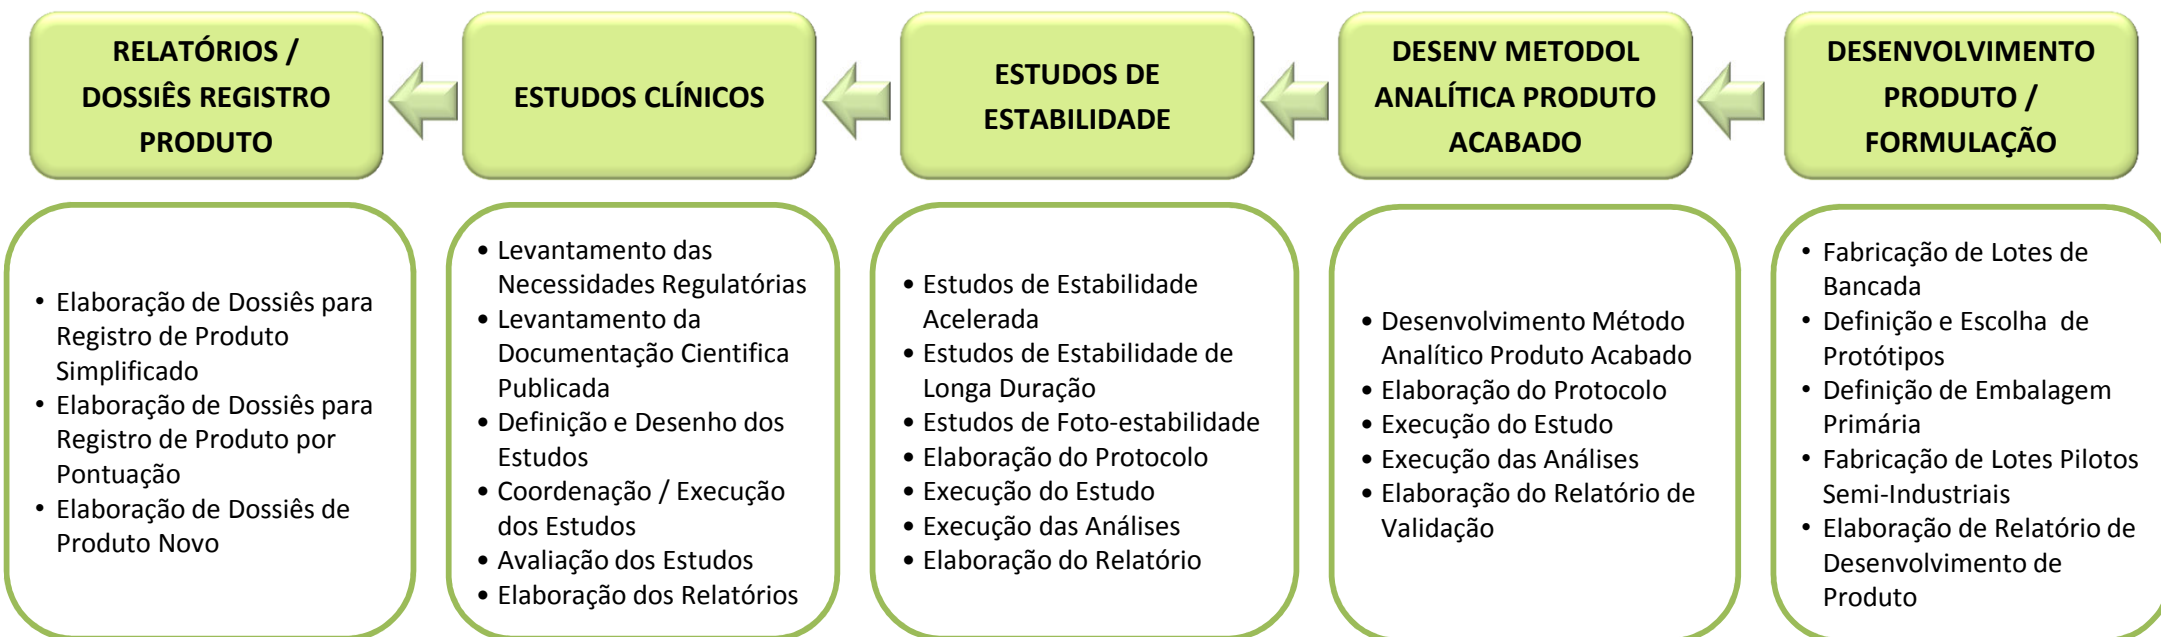 RELATÓRIOS /
DOSSIÊS REGISTRO
PRODUTO
ESTUDOS CLÍNICOS
ESTUDOS DE
ESTABILIDADE
DESENV METODOL
ANALÍTICA PRODUTO
ACABADO
DESENVOLVIMENTO
PRODUTO /
FORMULAÇÃO
• Elaboração de Dossiês para
Registro de Produto
Simplificado
• Elaboração de Dossiês para
Registro de Produto por
Pontuação
• Elaboração de Dossiês de
Produto Novo
• Levantamento das
Necessidades Regulatórias
• Levantamento da
Documentação Cientifica
Publicada
• Definição e Desenho dos
Estudos
• Coordenação / Execução
dos Estudos
• Avaliação dos Estudos
• Elaboração dos Relatórios
• Estudos de Estabilidade
Acelerada
• Estudos de Estabilidade de
Longa Duração
• Estudos de Foto-estabilidade
• Elaboração do Protocolo
• Execução do Estudo
• Execução das Análises
• Elaboração do Relatório
• Desenvolvimento Método
Analítico Produto Acabado
• Elaboração do Protocolo
• Execução do Estudo
• Execução das Análises
• Elaboração do Relatório de
Validação
• Fabricação de Lotes de
Bancada
• Definição e Escolha de
Protótipos
• Definição de Embalagem
Primária
• Fabricação de Lotes Pilotos
Semi-Industriais
• Elaboração de Relatório de
Desenvolvimento de
Produto